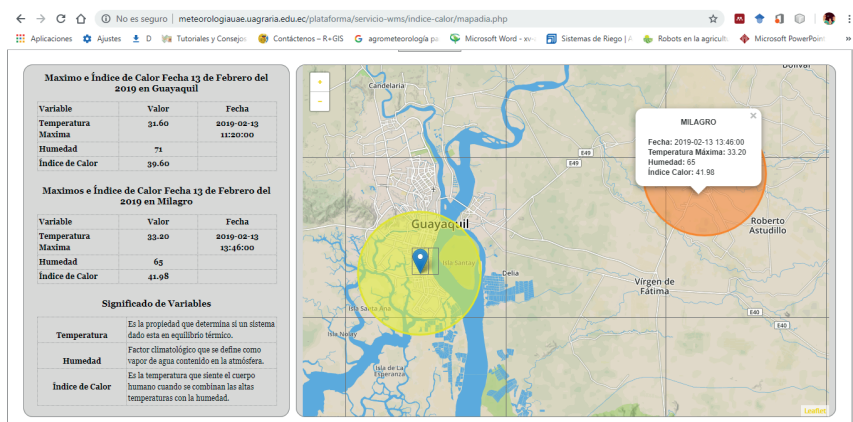 No es seguro | meteorologiauae.uagraria.edu.ec/plataforma/servicio-wms/indice-calor/mapadia.php
Aplicaciones Ajustes D Tutoriales y Consejos Contáctenos – R+GIS agrometeorología pa Microsoft Word - xv- Sistemas de Riego | A Robots en la agricultu Microsoft PowerPoint »
Maximo e Índice de Calor Fecha 13 de Febrero del
2019 en Guayaquil
Variable Valor Fecha
Temperatura 31.60 2019-02-13
Maxima 11:20:00
Humedad 71
Índice de Calor 39.60
Maximos e Índice de Calor Fecha 13 de Febrero del
2019 en Milagro
Variable Valor Fecha
Temperatura 33.20 2019-02-13
Maxima 13:46:00
Humedad 65
Índice de Calor 41.98
Significado de Variables
Temperatura
Es la propiedad que determina si un sistema
dado esta en equilibrio térmico.
Humedad
Factor climatológico que se define como
vapor de agua contenido en la atmósfera.
Índice de Calor
Es la temperatura que siente el cuerpo
humano cuando se combinan las altas
temperaturas con la humedad.
+
-
Candelaria
Bolívar
MILAGRO
×
Fecha: 2019-02-13 13:46:00
Temperatura Máxima: 33.20
Humedad: 65
Índice Calor: 41.98
E49
E49
Guayaquil
Roberto
Astudillo
Isla Santay
Delia
Virgen de
Fátima
Isla Santa Ana
E40
E40
Isla Nalay
Isla de La
Esperanza
Leaflet